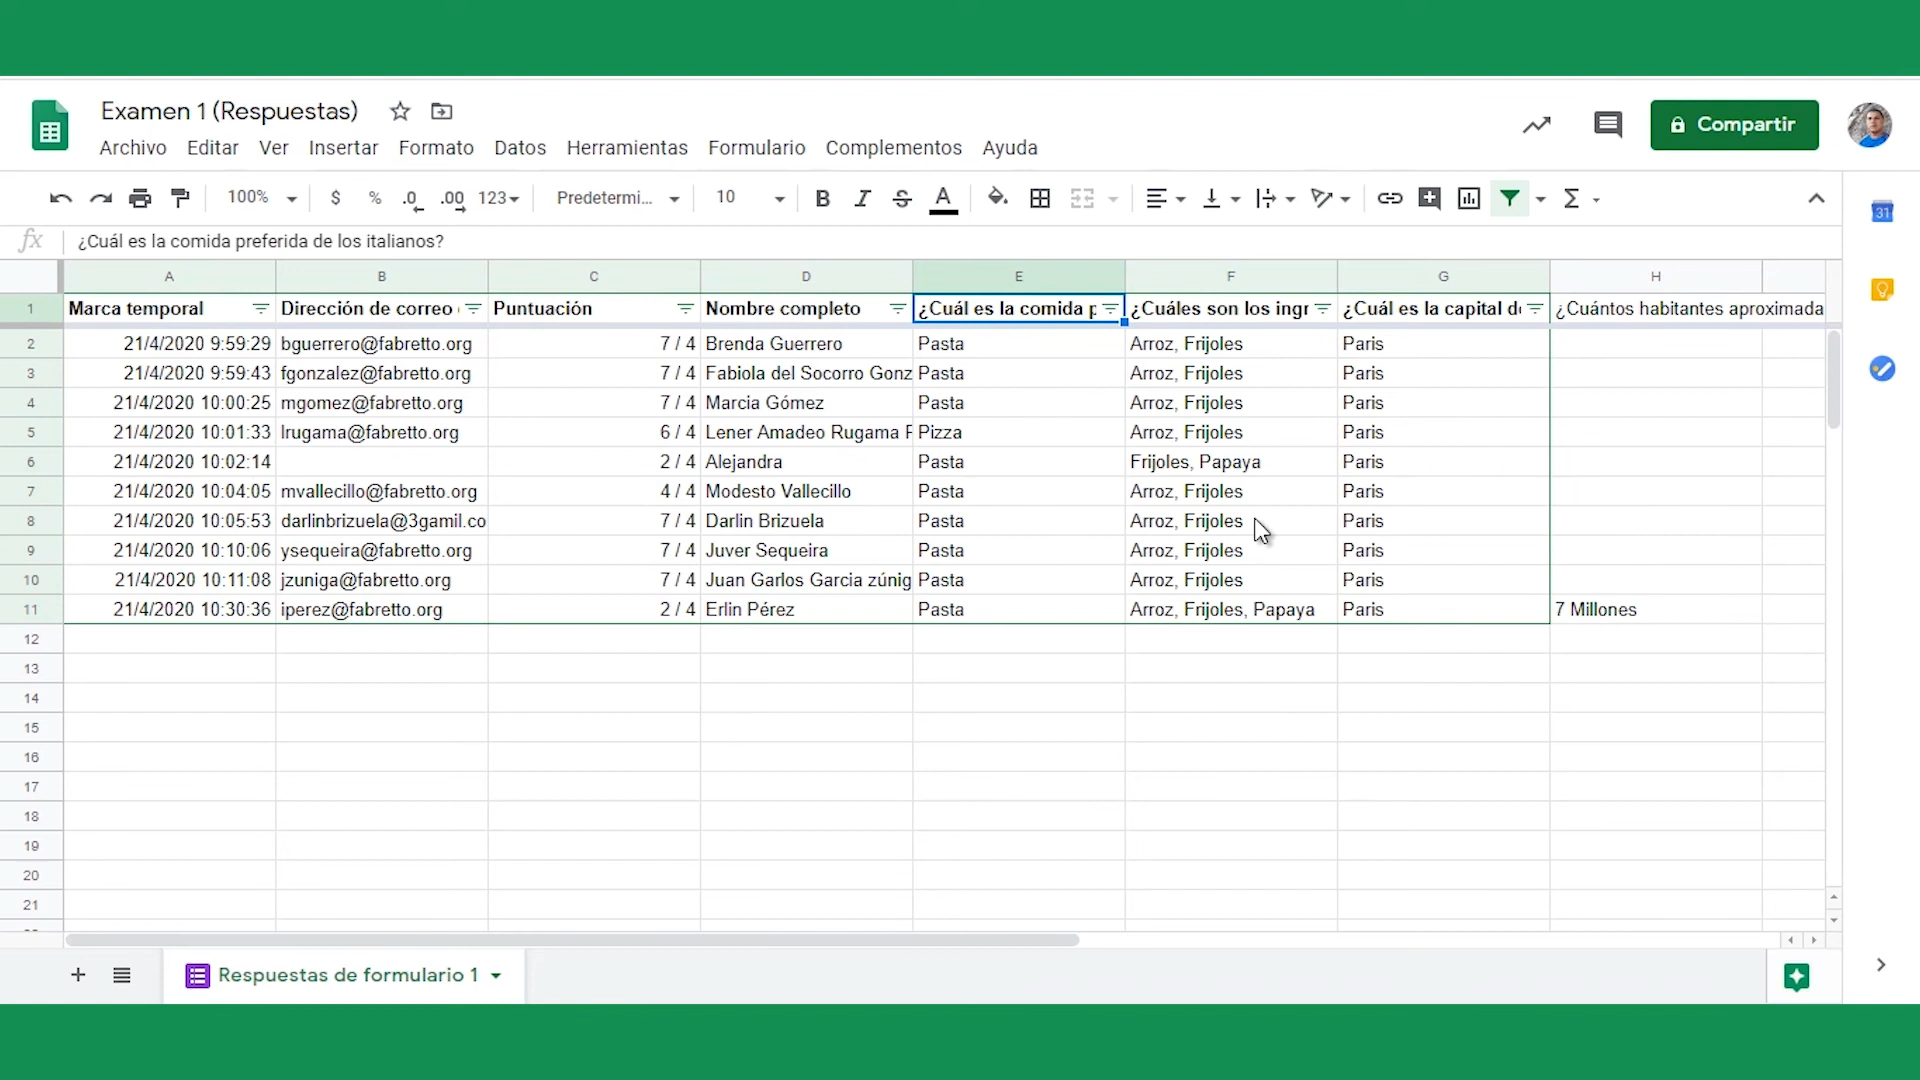 Examen 1 (Respuestas)
Compartir
Archivo Editar Ver Insertar Formato Datos Herramientas Formulario Complementos Ayuda
100% $ % .0 .00 123 Predetermi... 10 B I S A Σ
31
fx ¿Cuál es la comida preferida de los italianos?
A B C D E F G H
1 Marca temporal Dirección de correo Puntuación Nombre completo ¿Cuál es la comida ¿Cuáles son los ingr ¿Cuál es la capital ¿Cuántos habitantes aproximada
2 21/4/2020 9:59:29 bguerrero@fabretto.org 7 / 4 Brenda Guerrero Pasta Arroz, Frijoles Paris
3 21/4/2020 9:59:43 fgonzalez@fabretto.org 7 / 4 Fabiola del Socorro Gonz Pasta Arroz, Frijoles Paris
4 21/4/2020 10:00:25 mgomez@fabretto.org 7 / 4 Marcia Gómez Pasta Arroz, Frijoles Paris
5 21/4/2020 10:01:33 lrugama@fabretto.org 6 / 4 Lener Amadeo Rugama Pizza Arroz, Frijoles Paris
6 21/4/2020 10:02:14 2 / 4 Alejandra Pasta Frijoles, Papaya Paris
7 21/4/2020 10:04:05 mvallecillo@fabretto.org 4 / 4 Modesto Vallecillo Pasta Arroz, Frijoles Paris
8 21/4/2020 10:05:53 darlinbrizuela@3gamil.co 7 / 4 Darlin Brizuela Pasta Arroz, Frijoles Paris
9 21/4/2020 10:10:06 ysequeira@fabretto.org 7 / 4 Juver Sequeira Pasta Arroz, Frijoles Paris
10 21/4/2020 10:11:08 jzuniga@fabretto.org 7 / 4 Juan Garlos Garcia zúnig Pasta Arroz, Frijoles Paris
11 21/4/2020 10:30:36 iperez@fabretto.org 2 / 4 Erlin Pérez Pasta Arroz, Frijoles, Papaya Paris 7 Millones
12
13
14
15
16
17
18
19
20
21
Respuestas de formulario 1